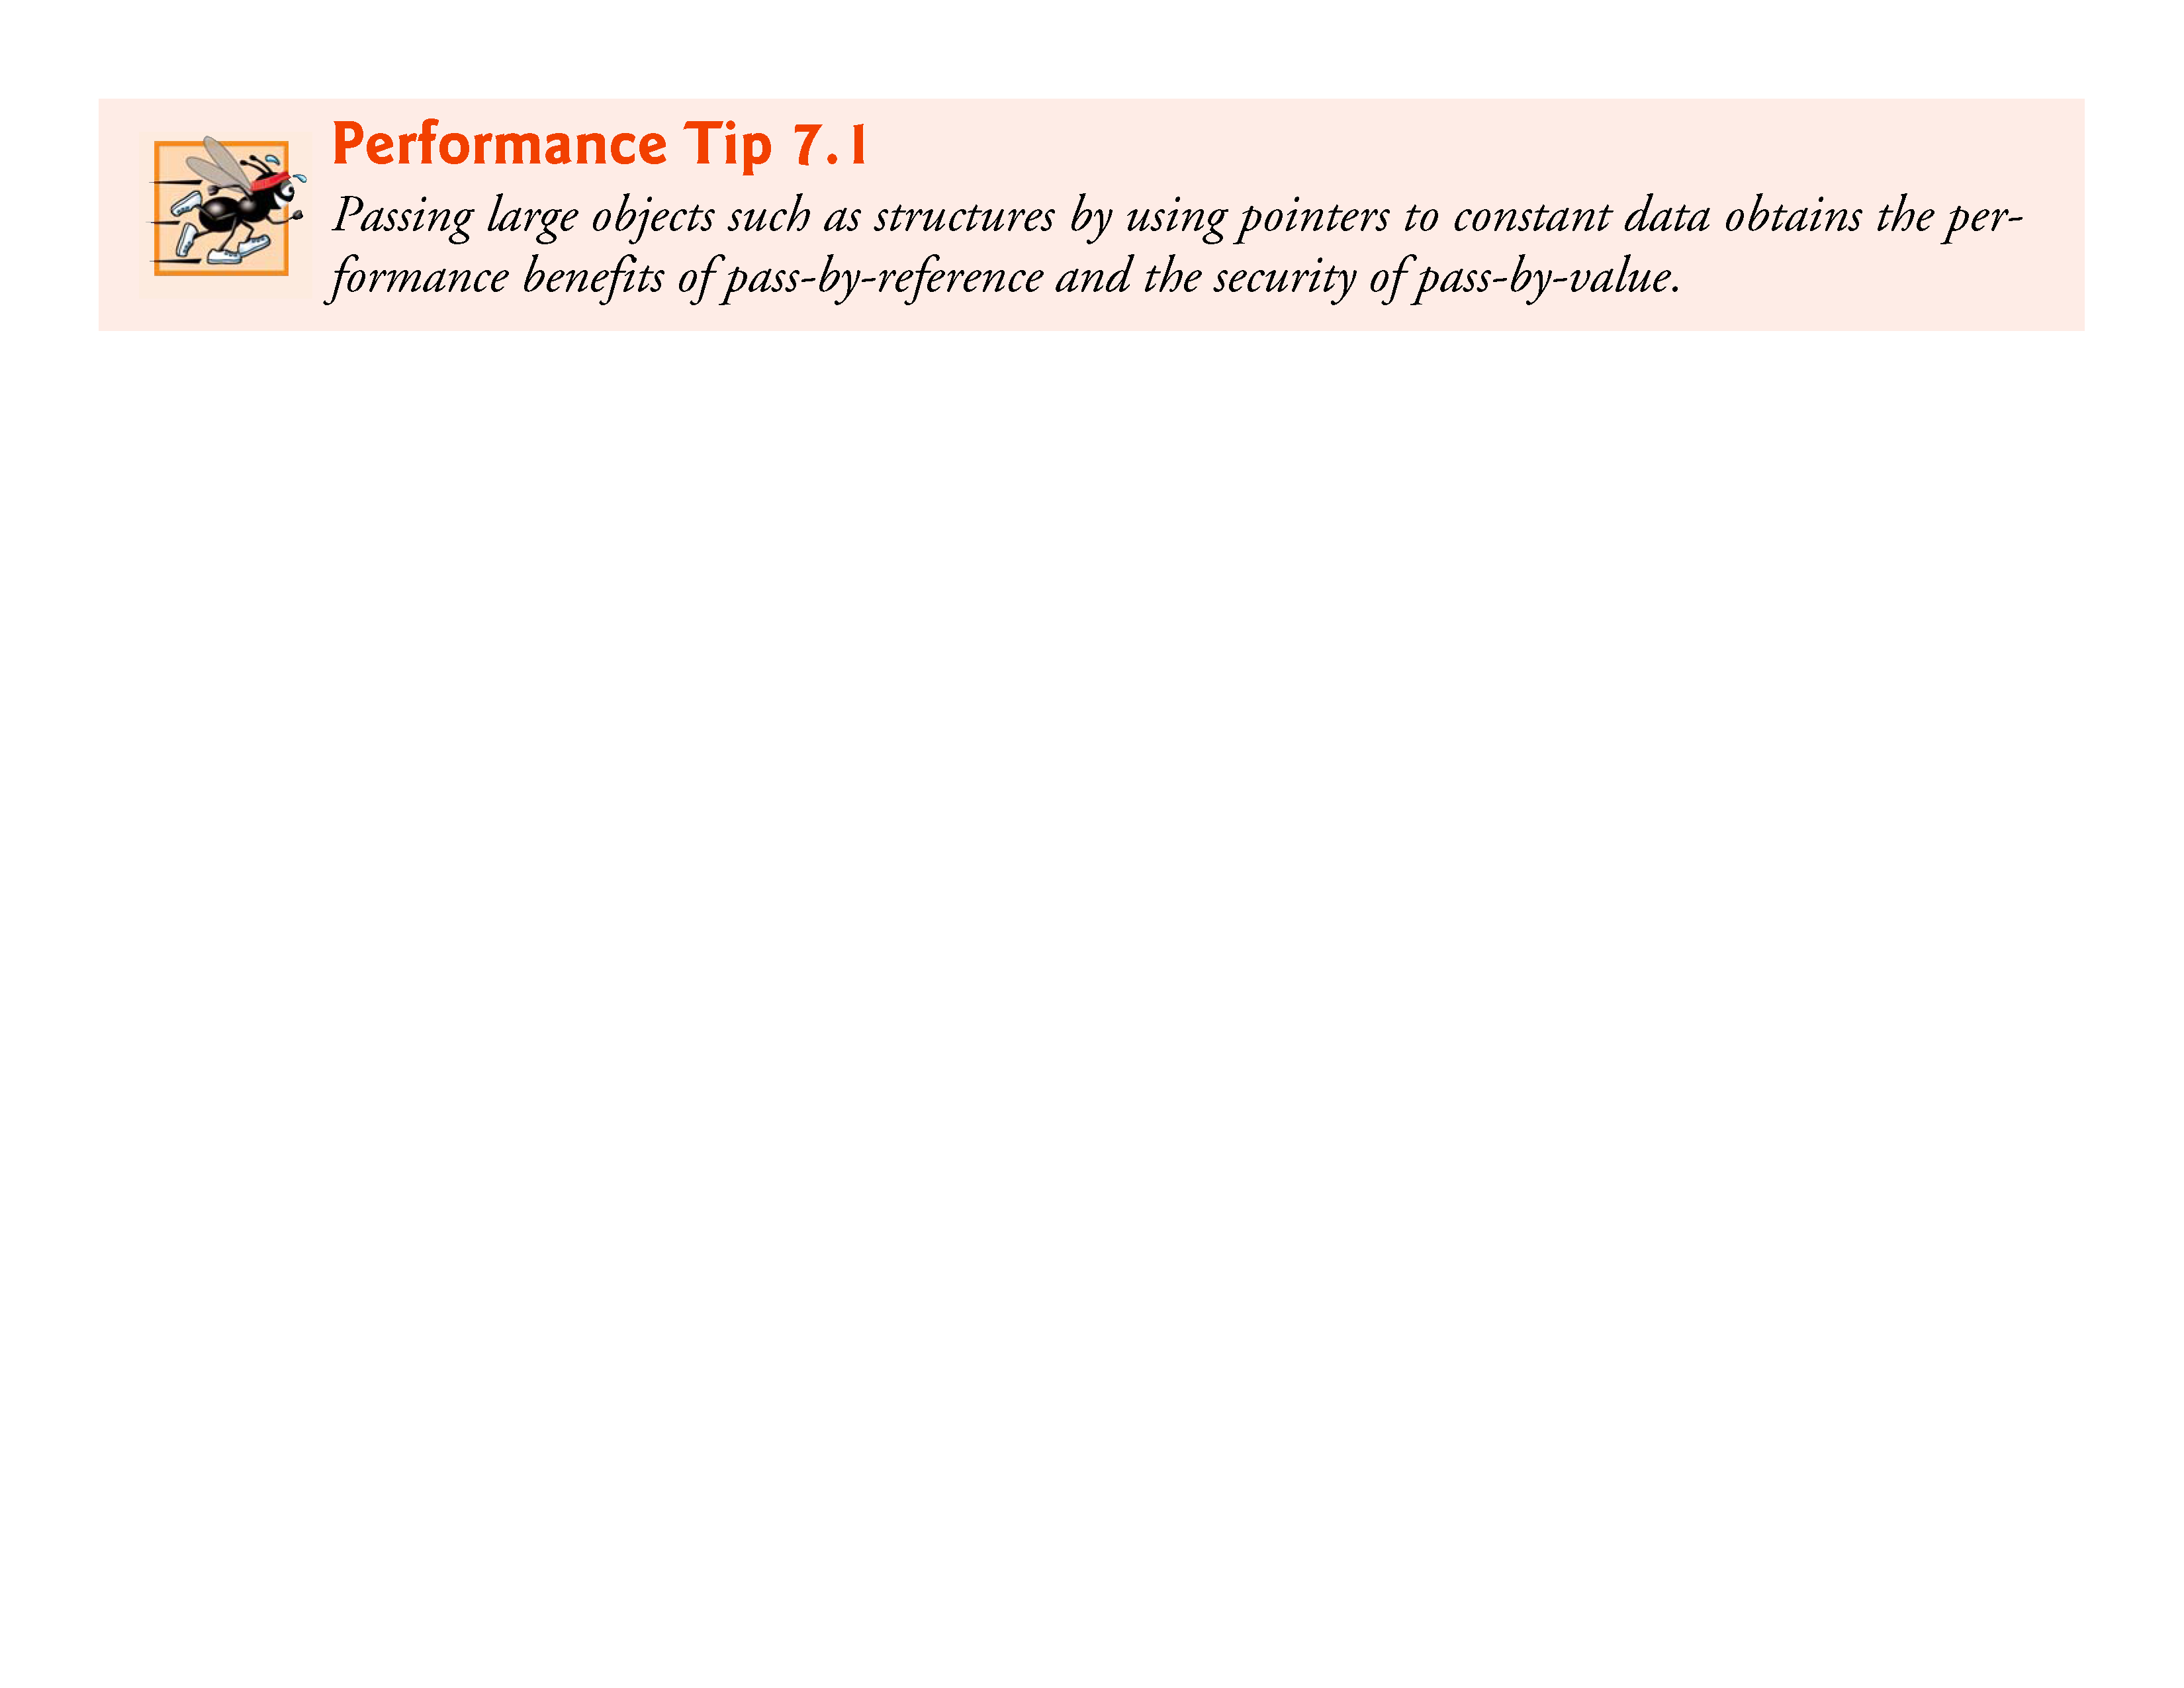 Performance Tip 7.1
Passing large objects such as structures by using pointers to constant data obtains the per-
formance benefits of pass-by-reference and the security of pass-by-value.